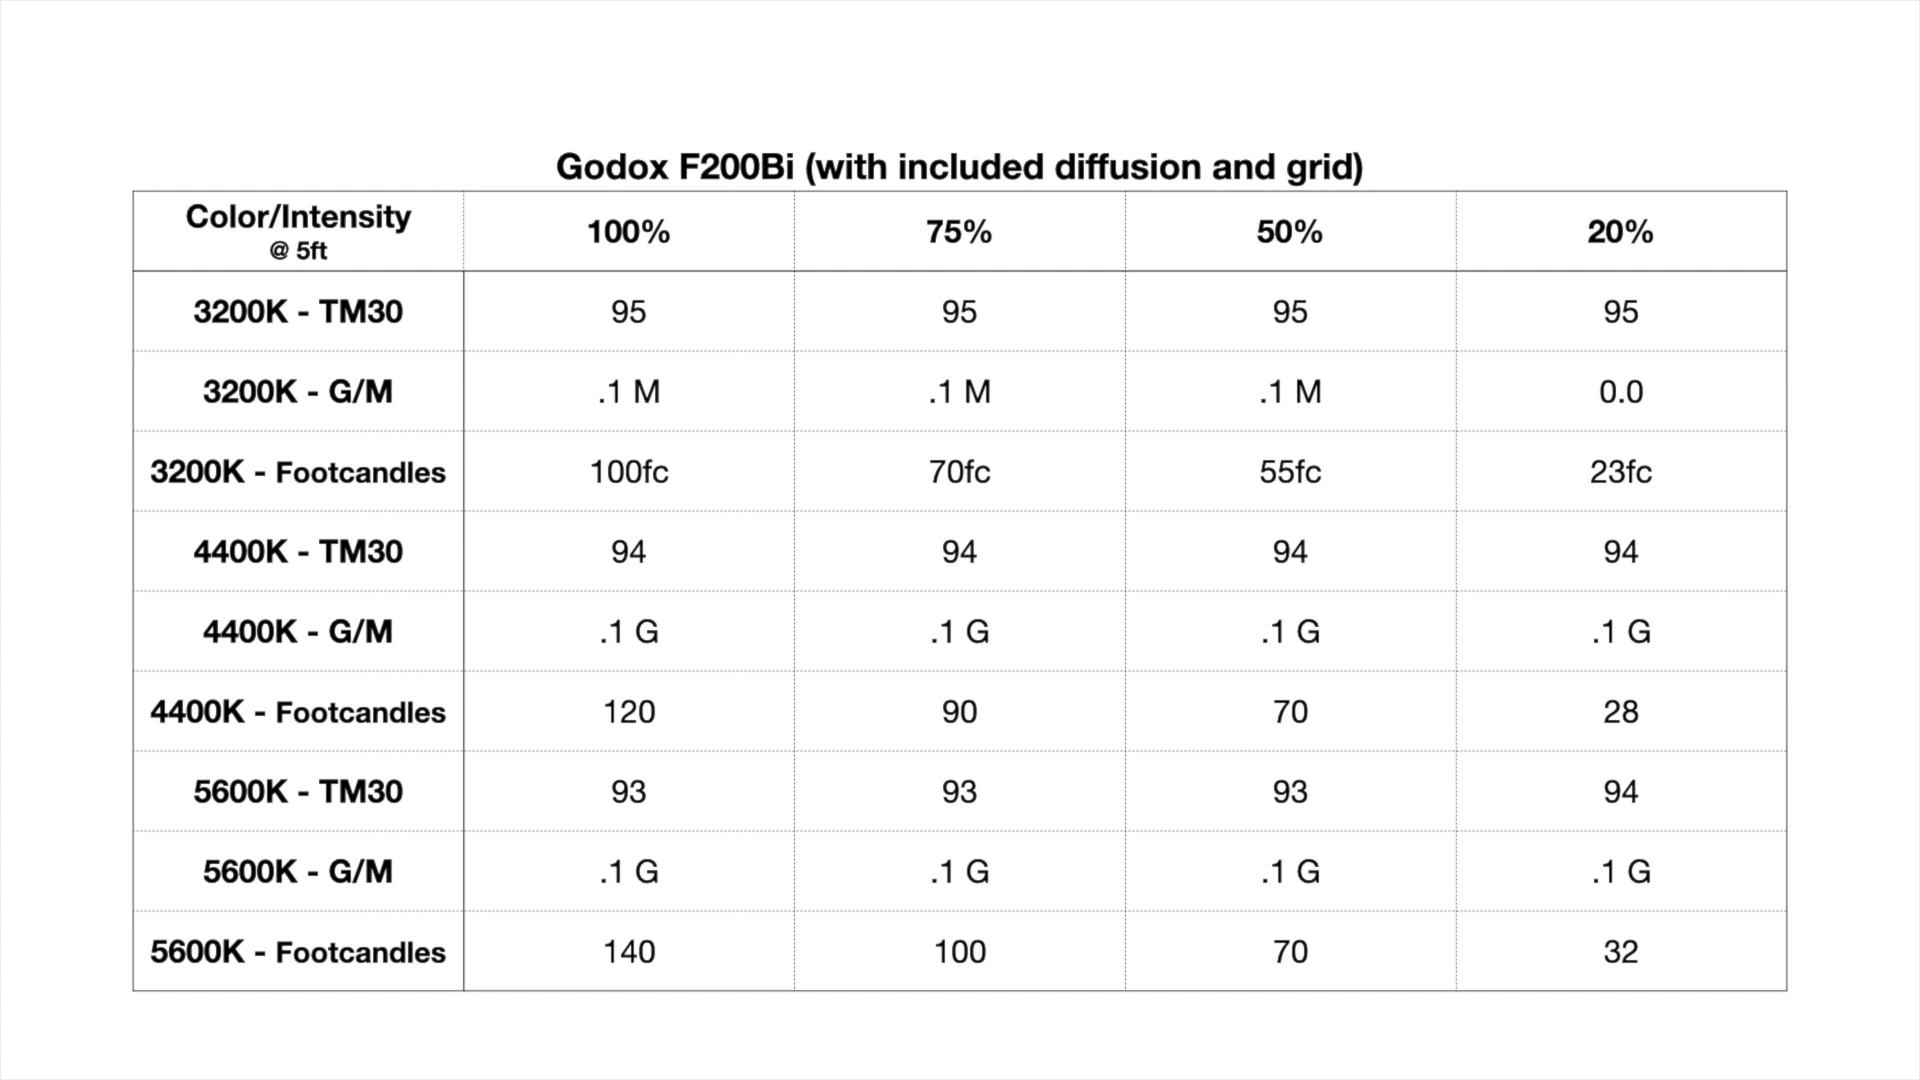 Godox F200Bi (with included diffusion and grid)
Color/Intensity 100% 75% 50% 20%
@ 5ft
3200K - TM30 95 95 95 95
3200K - G/M .1 M .1 M .1 M 0.0
3200K - Footcandles 100fc 70fc 55fc 23fc
4400K - TM30 94 94 94 94
4400K - G/M .1 G .1 G .1 G .1 G
4400K - Footcandles 120 90 70 28
5600K - TM30 93 93 93 94
5600K - G/M .1 G .1 G .1 G .1 G
5600K - Footcandles 140 100 70 32